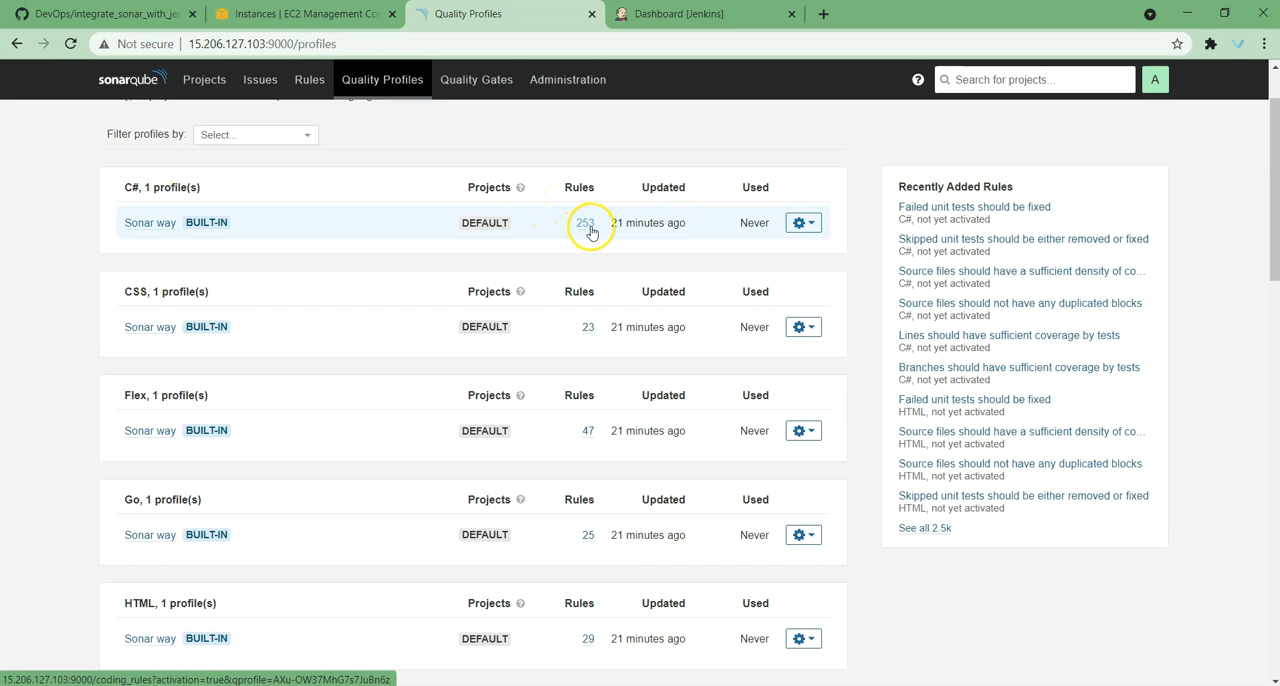 DevOps/integrate_sonar_with_jen
Instances | EC2 Management Co
Quality Profiles
Dashboard [Jenkins]
Not secure | 15.206.127.103:9000/profiles
sonarqube Projects Issues Rules Quality Profiles Quality Gates Administration
Search for projects...
A
Filter profiles by: Select...
C#, 1 profile(s) Projects Rules Updated Used
Sonar way BUILT-IN DEFAULT 253 21 minutes ago Never
CSS, 1 profile(s) Projects Rules Updated Used
Sonar way BUILT-IN DEFAULT 23 21 minutes ago Never
Flex, 1 profile(s) Projects Rules Updated Used
Sonar way BUILT-IN DEFAULT 47 21 minutes ago Never
Go, 1 profile(s) Projects Rules Updated Used
Sonar way BUILT-IN DEFAULT 25 21 minutes ago Never
HTML, 1 profile(s) Projects Rules Updated Used
Sonar way BUILT-IN DEFAULT 29 21 minutes ago Never
Recently Added Rules
Failed unit tests should be fixed
C#, not yet activated
Skipped unit tests should be either removed or fixed
C#, not yet activated
Source files should have a sufficient density of co...
C#, not yet activated
Source files should not have any duplicated blocks
C#, not yet activated
Lines should have sufficient coverage by tests
C#, not yet activated
Branches should have sufficient coverage by tests
C#, not yet activated
Failed unit tests should be fixed
HTML, not yet activated
Source files should have a sufficient density of co...
HTML, not yet activated
Source files should not have any duplicated blocks
HTML, not yet activated
Skipped unit tests should be either removed or fixed
HTML, not yet activated
See all 2.5k
15.206.127.103:9000/coding_rules?activation=true&qprofile=AXu-OW37MhG7s7JuBn6z